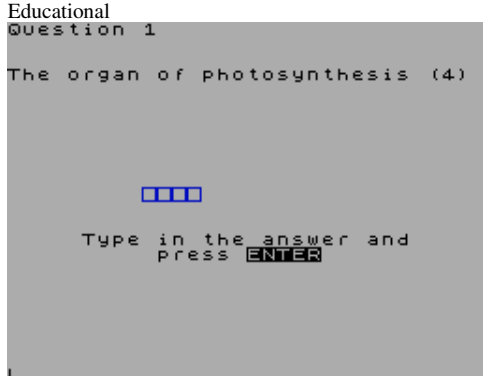 Educational
Question 1
The organ of photosynthesis (4)
Type in the answer and
press ENTER